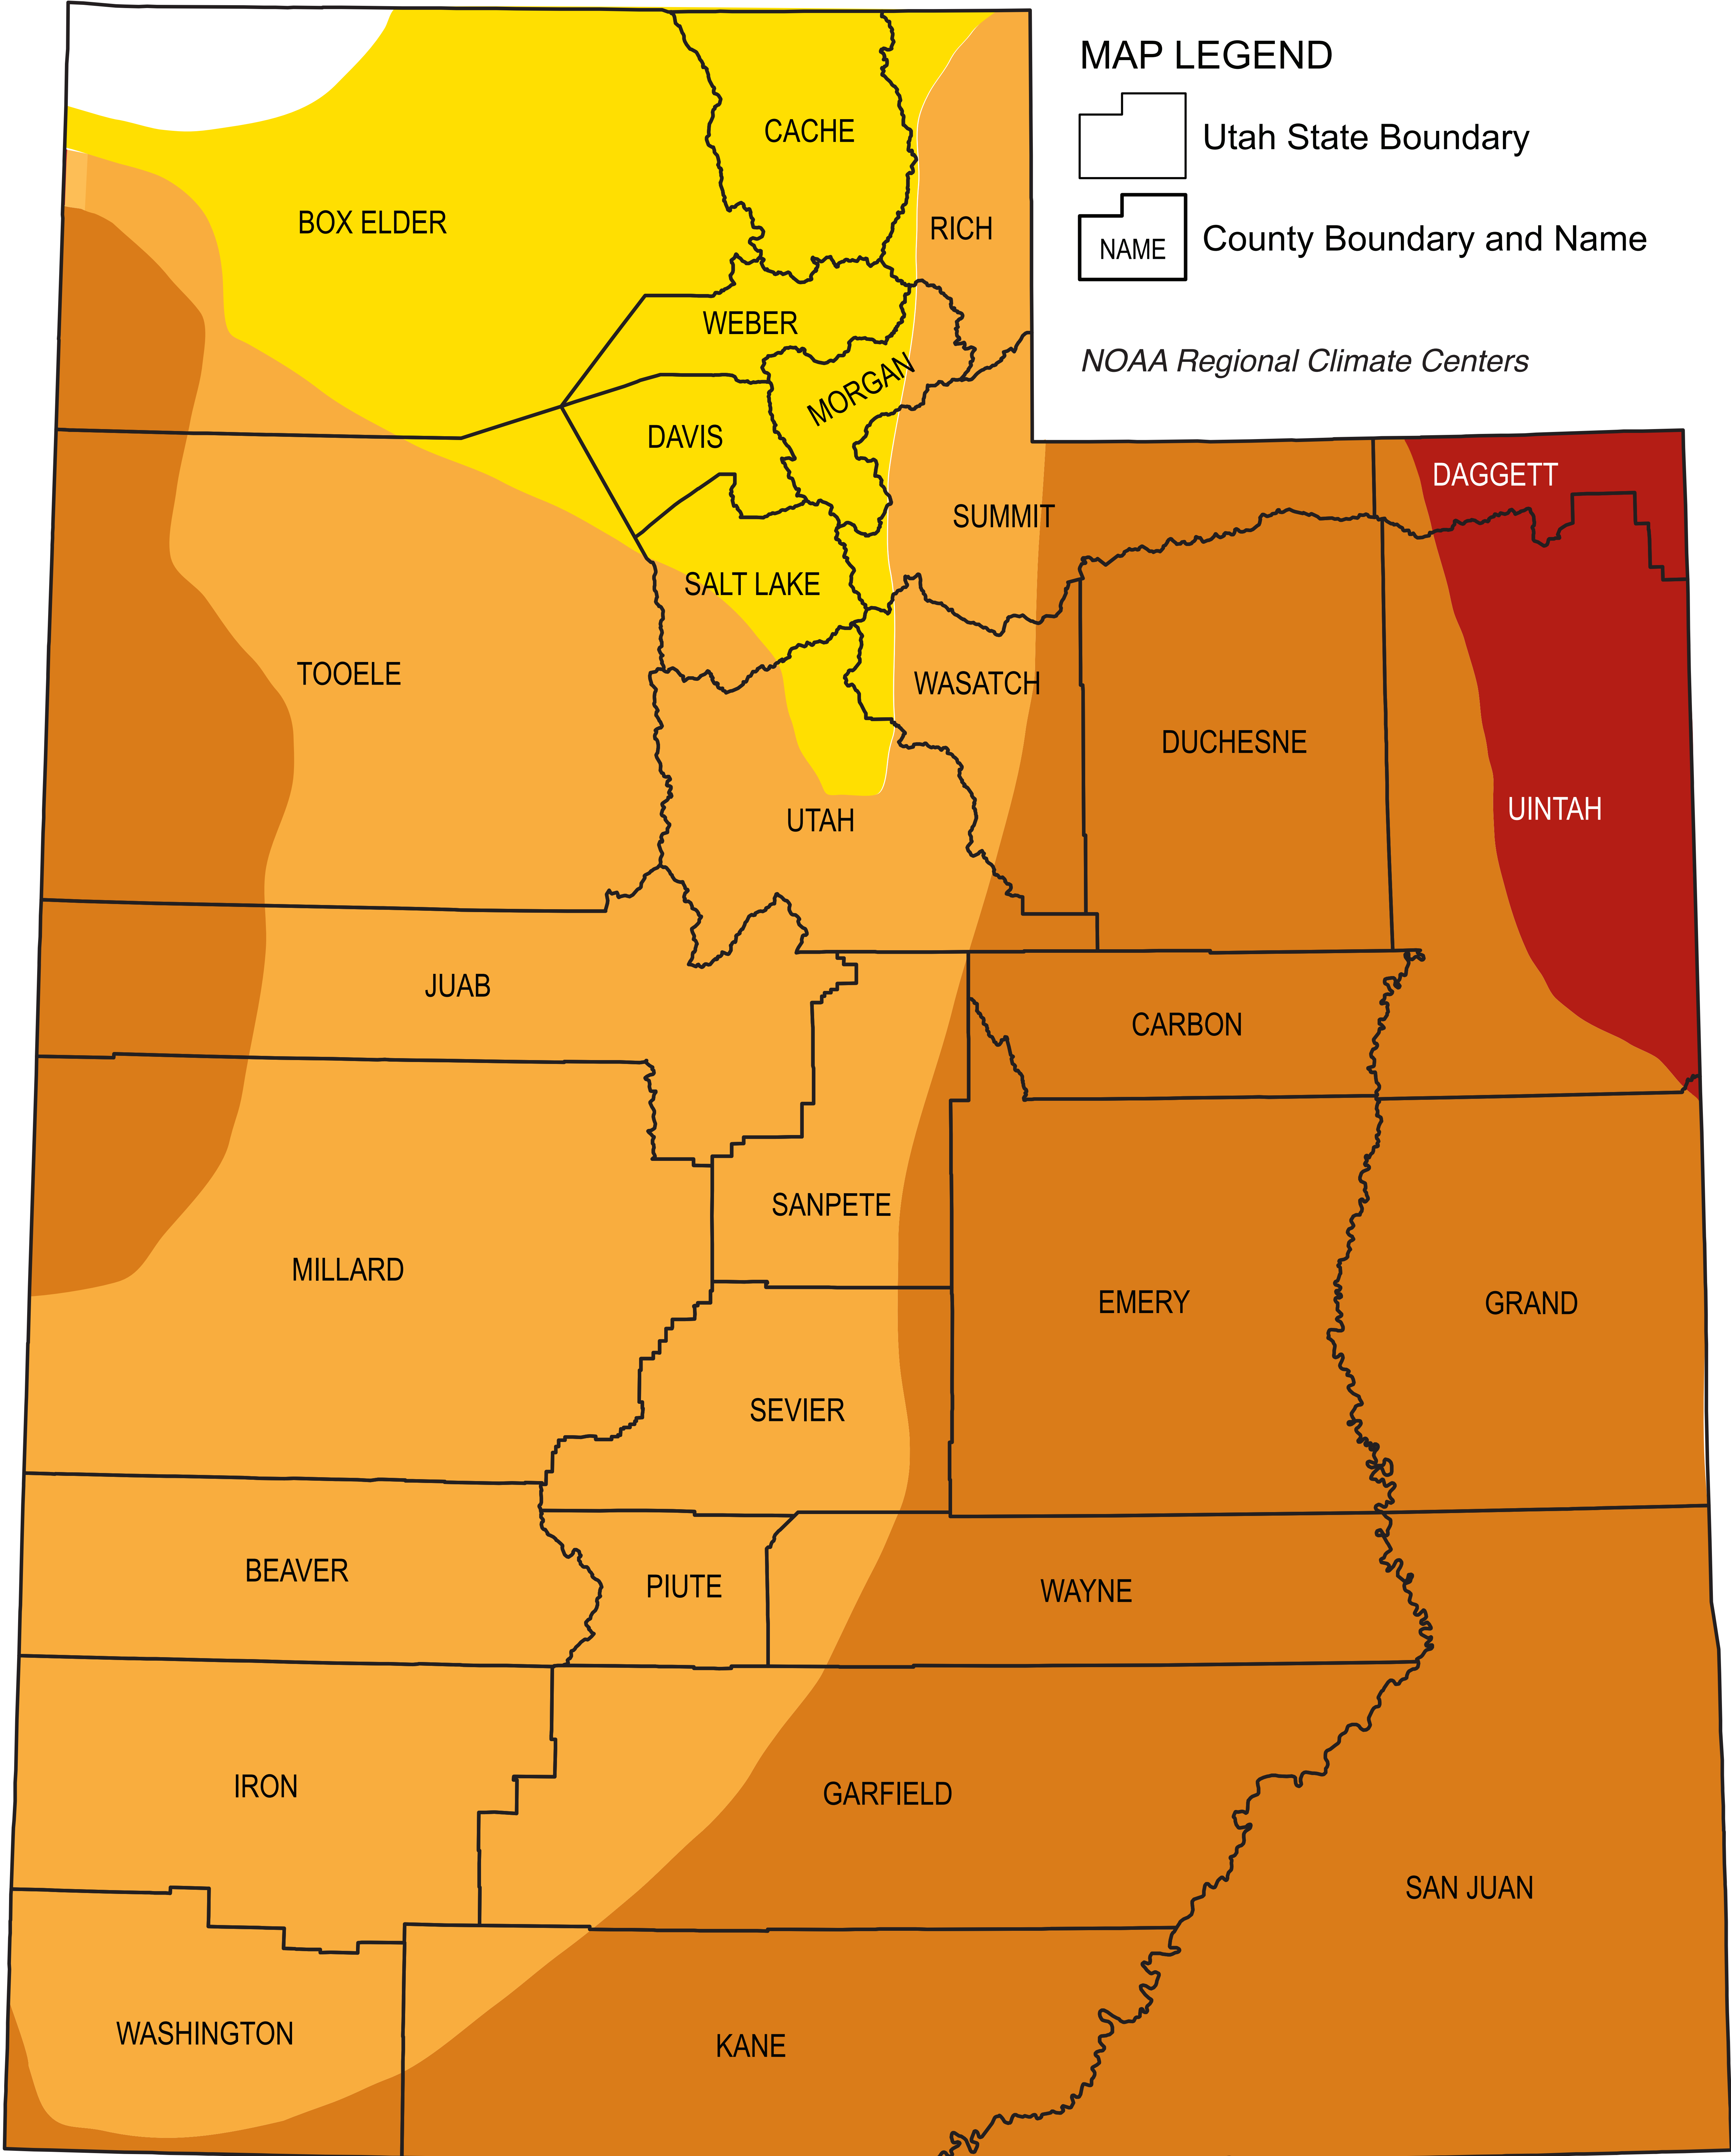 MAP LEGEND
Utah State Boundary
NAME
County Boundary and Name
NOAA Regional Climate Centers
CACHE
BOX ELDER
RICH
WEBER
MORGAN
DAVIS
DAGGETT
SUMMIT
SALT LAKE
TOOELE
WASATCH
DUCHESNE
UINTAH
UTAH
JUAB
CARBON
SANPETE
MILLARD
EMERY
GRAND
SEVIER
BEAVER
PIUTE
WAYNE
IRON
GARFIELD
SAN JUAN
WASHINGTON
KANE